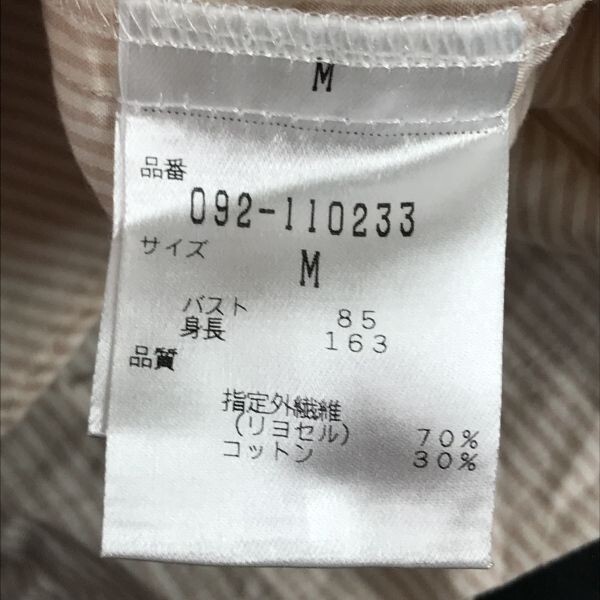 M
品番
092-110233
サイズ
M
バスト 85
身長 163
品質
指定外繊維
(リヨセル) 70%
コットン 30%